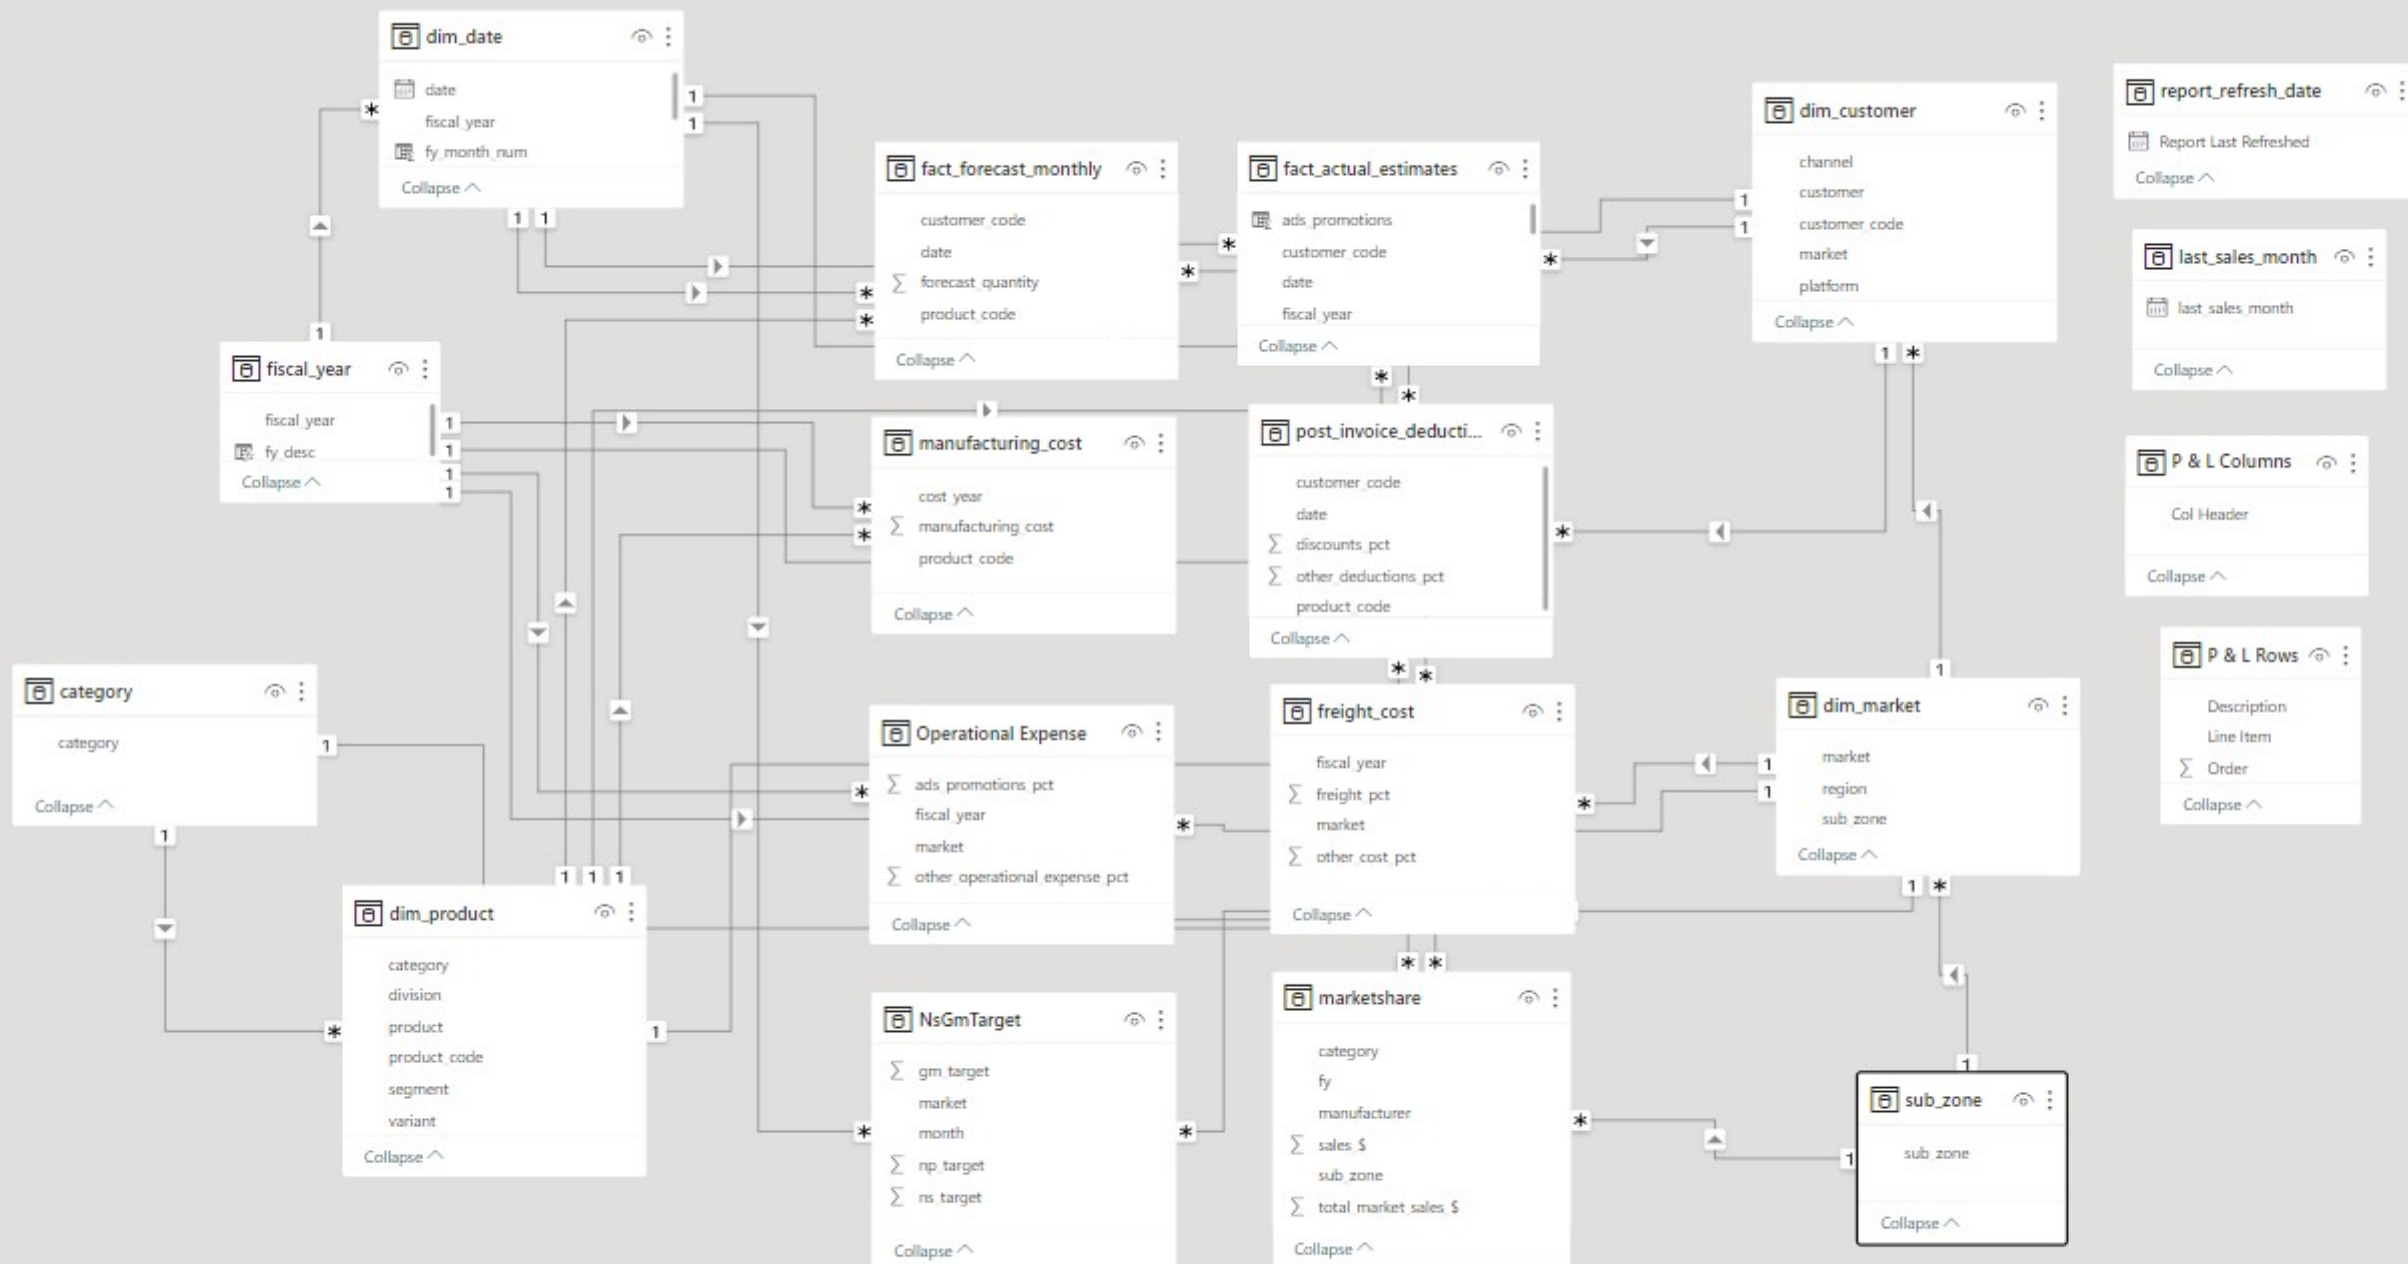 dim_date
date
fiscal_year
fy_month_num
Collapse
fact_forecast_monthly
customer_code
date
forecast_quantity
product_code
Collapse
fact_actual_estimates
ads_promotions
customer_code
date
fiscal_year
Collapse
dim_customer
channel
customer
customer_code
market
platform
Collapse
report_refresh_date
Report Last Refreshed
Collapse
last_sales_month
last_sales_month
Collapse
fiscal_year
fiscal_year
fy_desc
Collapse
manufacturing_cost
cost_year
manufacturing_cost
product_code
Collapse
post_invoice_deducti...
customer_code
date
discounts_pct
other_deductions_pct
product_code
Collapse
P & L Columns
Col Header
Collapse
P & L Rows
Description
Line Item
Order
Collapse
category
category
Collapse
Operational Expense
ads_promotions_pct
fiscal_year
market
other_operational_expense_pct
Collapse
freight_cost
fiscal_year
freight_pct
market
other_cost_pct
Collapse
dim_market
market
region
sub_zone
Collapse
dim_product
category
division
product
product_code
segment
variant
Collapse
NsGmTarget
gm_target
market
month
np_target
ns_target
Collapse
marketshare
category
fy
manufacturer
sales_$
sub_zone
total_market_sales_$
Collapse
sub_zone
sub_zone
Collapse